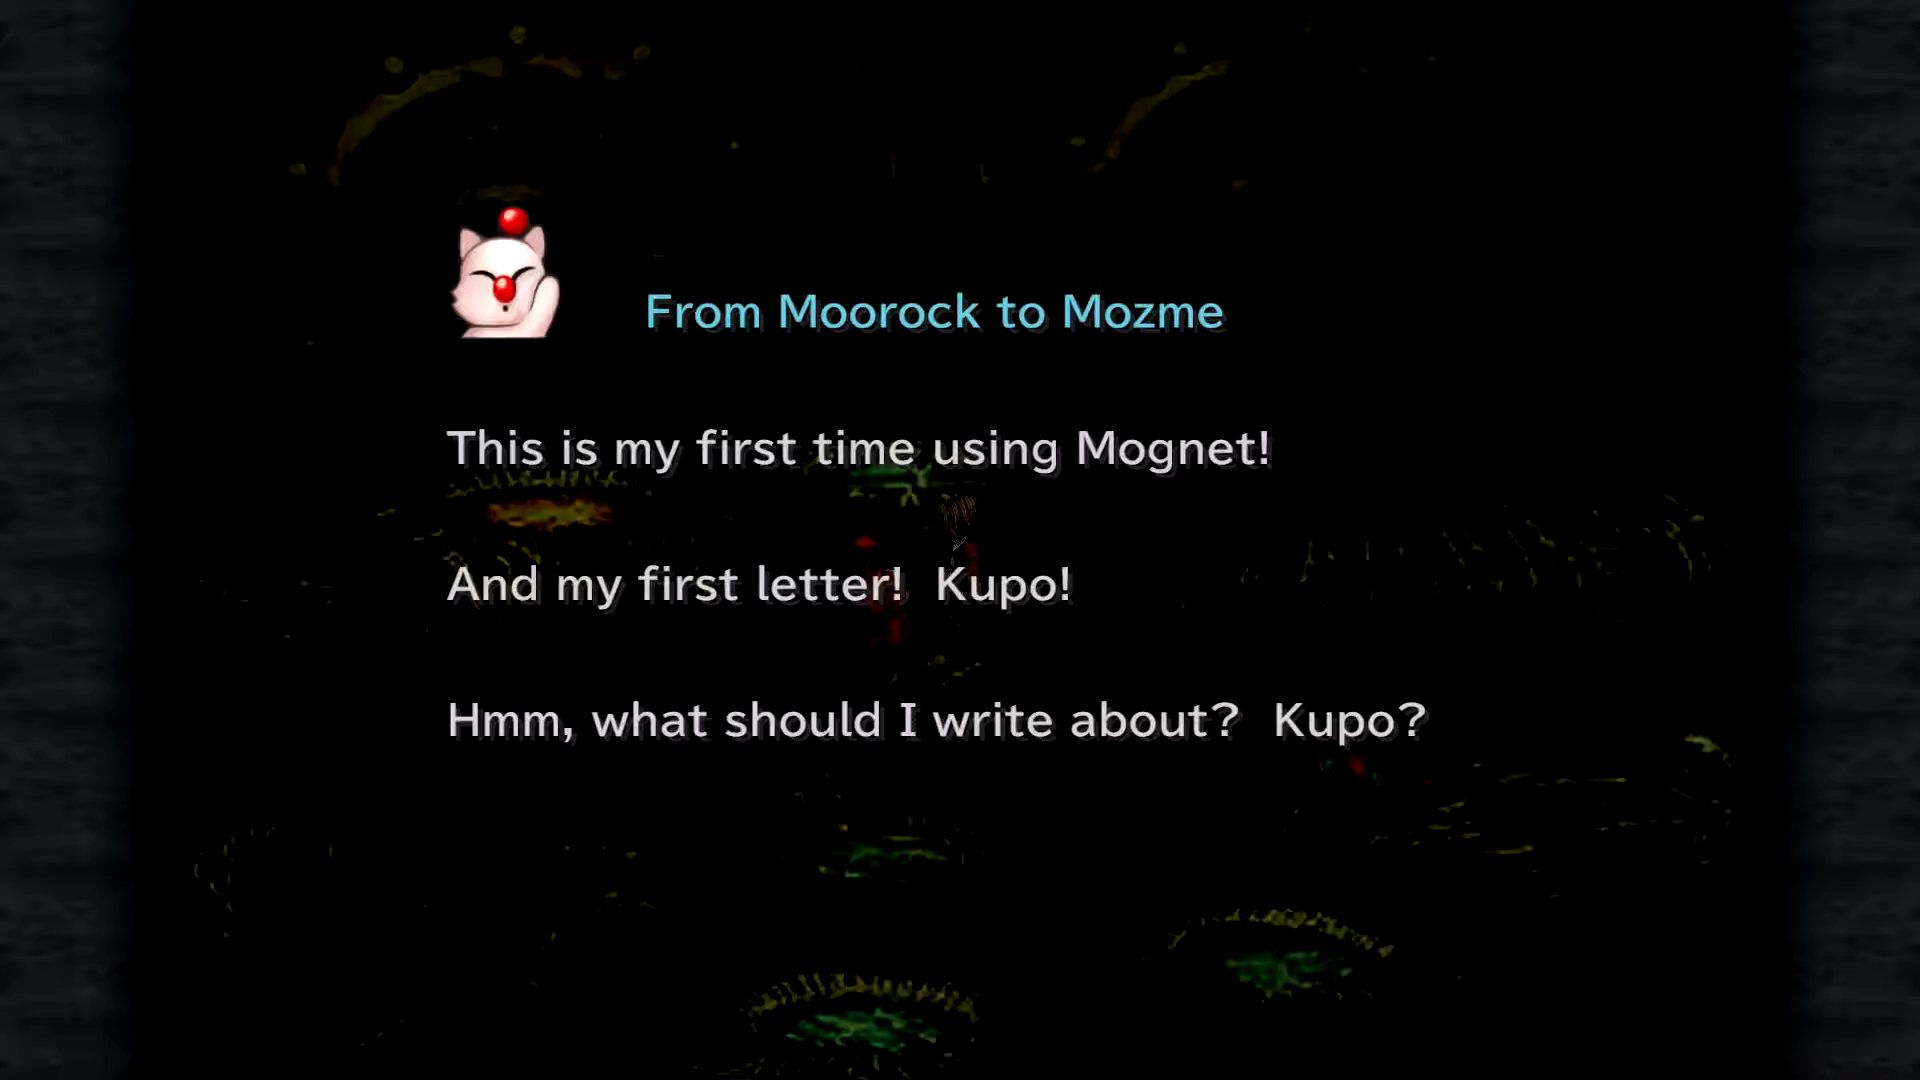 From Moorock to Mozme
This is my first time using Mognet!
And my first letter!  Kupo!
Hmm, what should I write about?  Kupo?